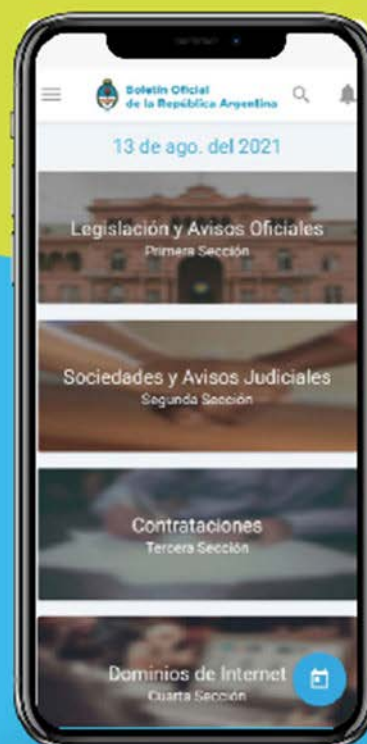 Boletín Oficial
de la República Argentina
13 de ago. del 2021
Legislación y Avisos Oficiales
Primera Sección
Sociedades y Avisos Judiciales
Segunda Sección
Contrataciones
Tercera Sección
Dominios de Internet
Cuarta Sección